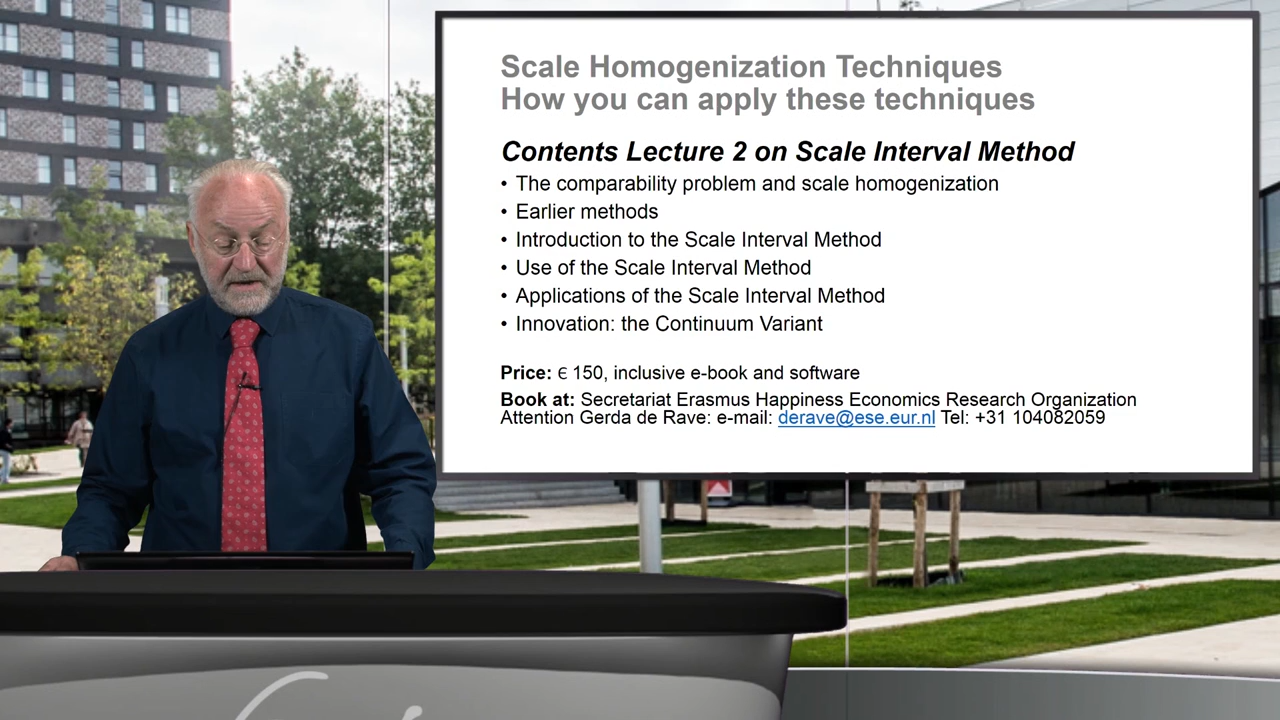 Scale Homogenization Techniques
How you can apply these techniques
Contents Lecture 2 on Scale Interval Method
• The comparability problem and scale homogenization
• Earlier methods
• Introduction to the Scale Interval Method
• Use of the Scale Interval Method
• Applications of the Scale Interval Method
• Innovation: the Continuum Variant
Price: € 150, inclusive e-book and software
Book at: Secretariat Erasmus Happiness Economics Research Organization
Attention Gerda de Rave: e-mail: derave@ese.eur.nl Tel: +31 104082059